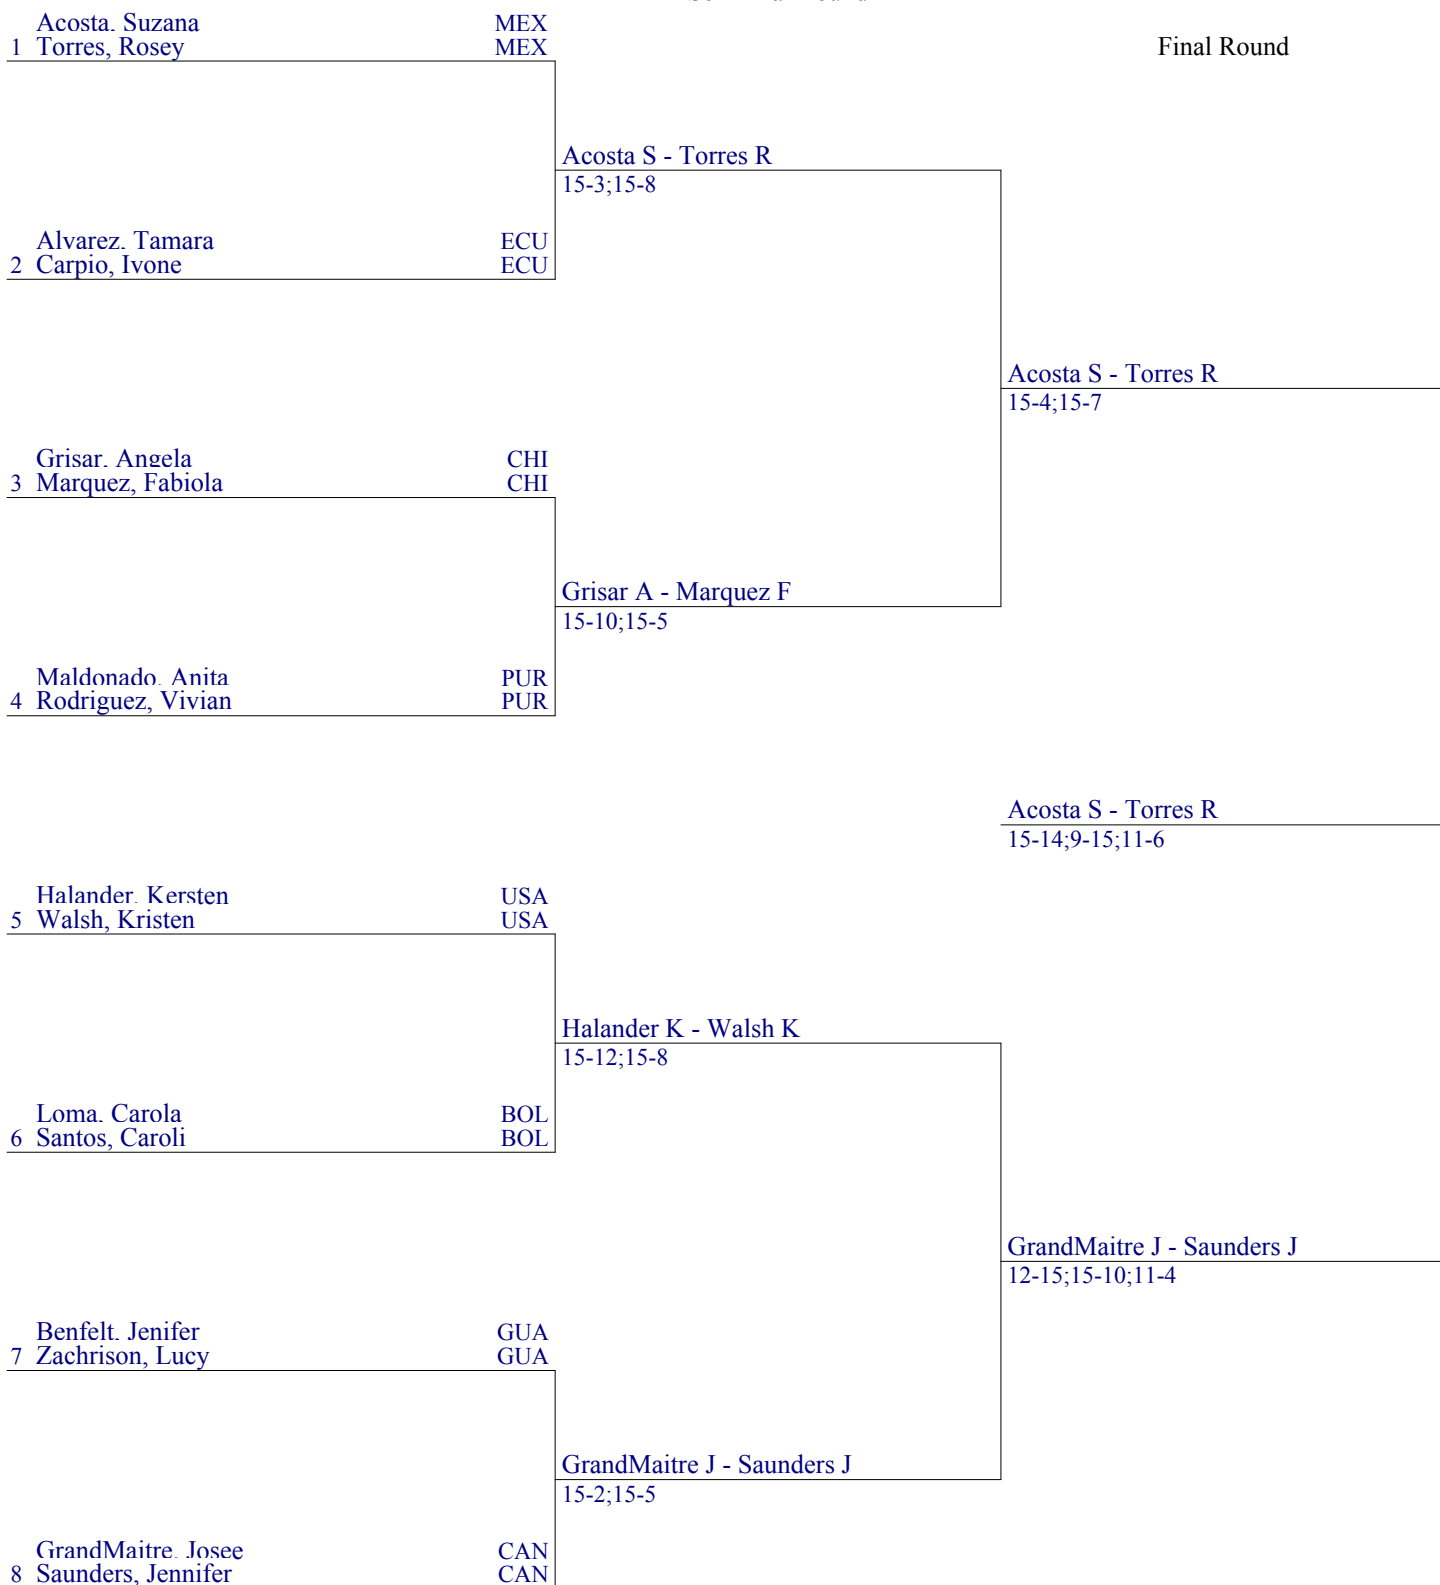 Acosta, Suzana MEX
1 Torres, Rosey MEX
Final Round
Acosta S - Torres R
15-3;15-8
Alvarez, Tamara ECU
2 Carpio, Ivone ECU
Acosta S - Torres R
15-4;15-7
Grisar, Angela CHI
3 Marquez, Fabiola CHI
Grisar A - Marquez F
15-10;15-5
Maldonado, Anita PUR
4 Rodriguez, Vivian PUR
Acosta S - Torres R
15-14;9-15;11-6
Halander, Kersten USA
5 Walsh, Kristen USA
Halander K - Walsh K
15-12;15-8
Loma, Carola BOL
6 Santos, Caroli BOL
GrandMaitre J - Saunders J
12-15;15-10;11-4
Benfelt, Jenifer GUA
7 Zachrison, Lucy GUA
GrandMaitre J - Saunders J
15-2;15-5
GrandMaitre, Josee CAN
8 Saunders, Jennifer CAN